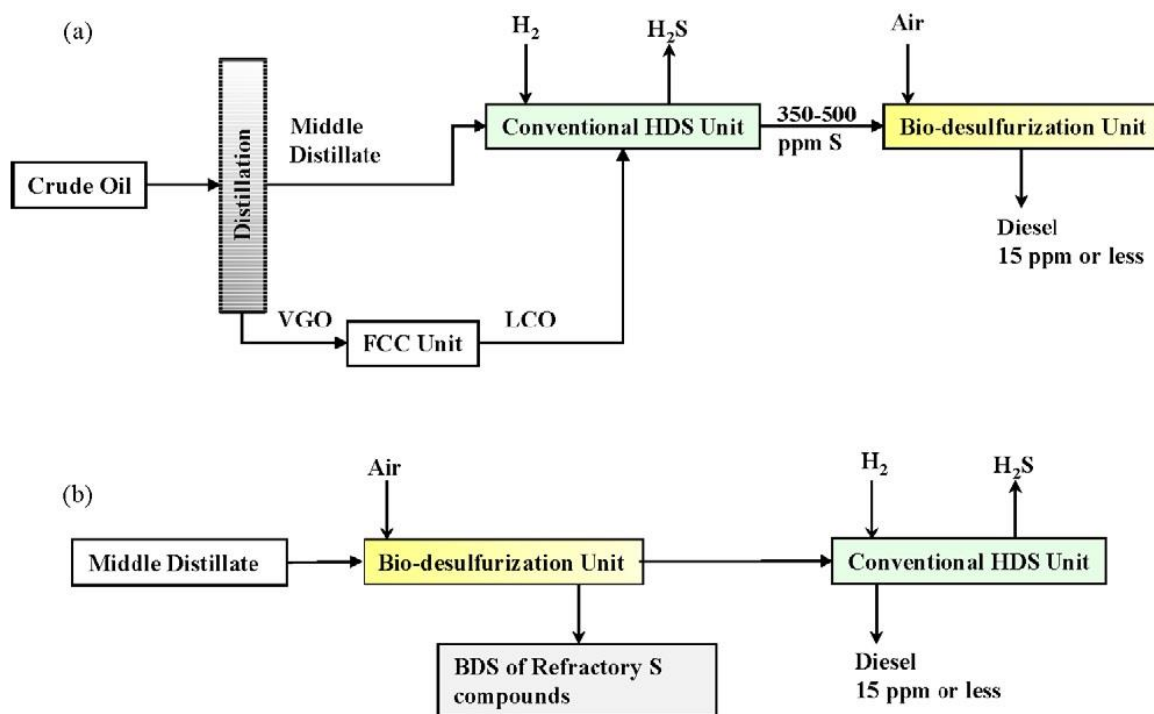 (a)
H₂
H₂S
Air
Middle
Distillate
Conventional HDS Unit
350-500
ppm S
Bio-desulfurization Unit
Crude Oil
Distillation
Diesel
15 ppm or less
VGO
FCC Unit
LCO
(b)
Air
H₂
H₂S
Middle Distillate
Bio-desulfurization Unit
Conventional HDS Unit
BDS of Refractory S
compounds
Diesel
15 ppm or less